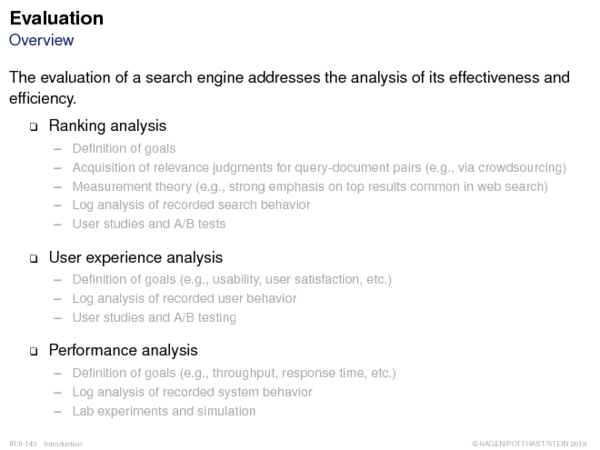 Evaluation
Overview
The evaluation of a search engine addresses the analysis of its effectiveness and
efficiency.
❑ Ranking analysis
– Definition of goals
– Acquisition of relevance judgments for query-document pairs (e.g., via crowdsourcing)
– Measurement theory (e.g., strong emphasis on top results common in web search)
– Log analysis of recorded search behavior
– User studies and A/B tests
❑ User experience analysis
– Definition of goals (e.g., usability, user satisfaction, etc.)
– Log analysis of recorded user behavior
– User studies and A/B testing
❑ Performance analysis
– Definition of goals (e.g., throughput, response time, etc.)
– Log analysis of recorded system behavior
– Lab experiments and simulation
Introduction
© HAGEN/POTTHAST/STEIN 2018